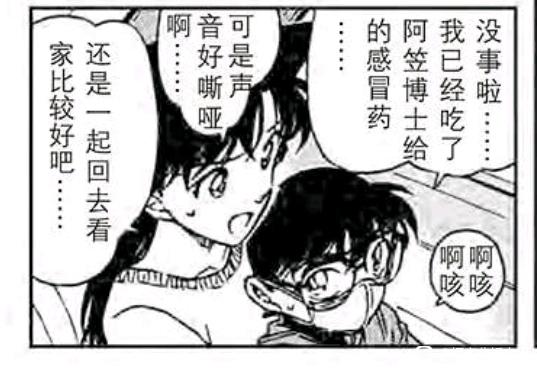 没事啦……
我已经吃了
阿笠博士给
的感冒药
……
可是声
音好嘶哑
啊……
还是一起回去看
家比较好吧……
啊咳
啊咳